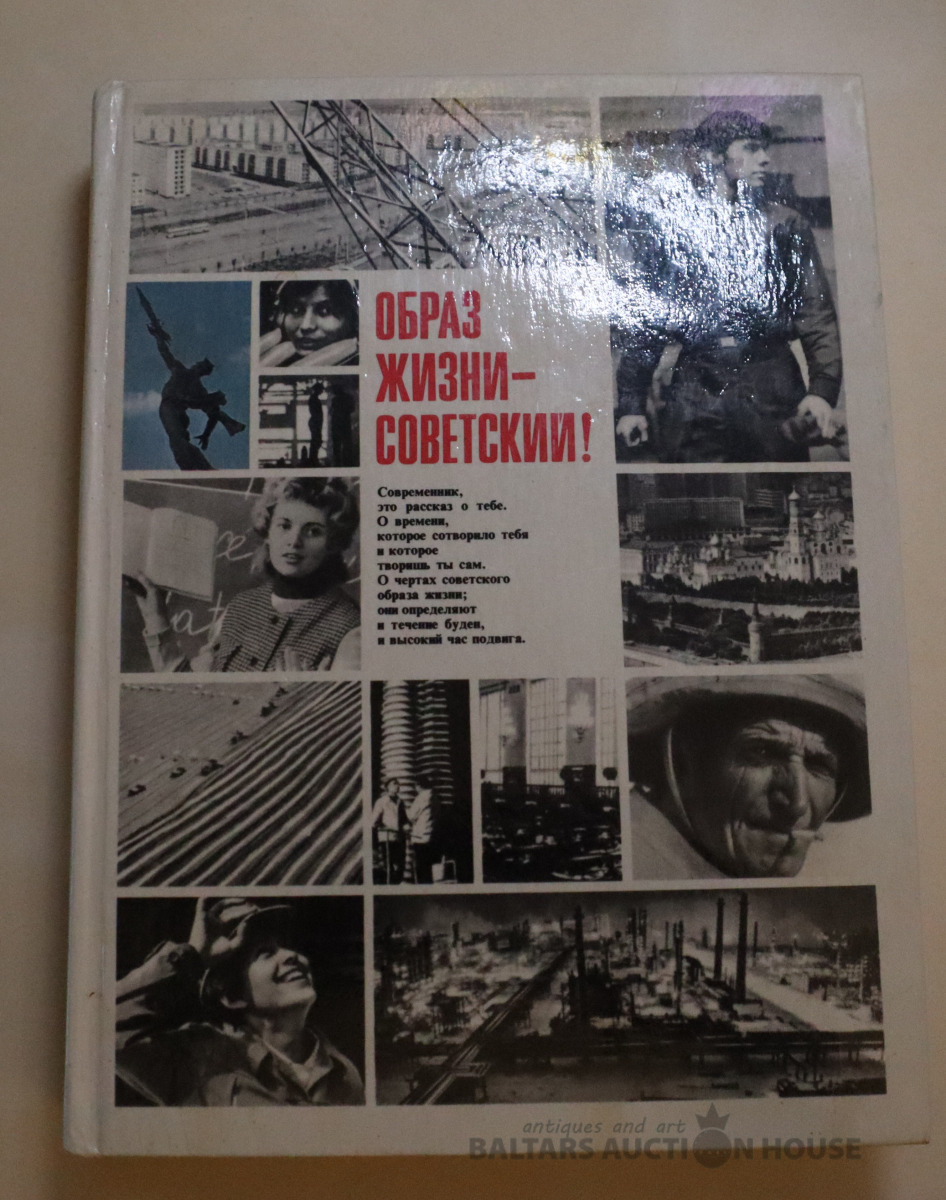 ОБРАЗ
ЖИЗНИ–
СОВЕТСКИЙ!
Современник,
это рассказ о тебе.
О времени,
которое сотворило тебя
и которое
творишь ты сам.
О чертах советского
образа жизни;
они определяют
и течение буден,
и высокий час подвига.
antiques and art
BALTARS AUCTION HOUSE